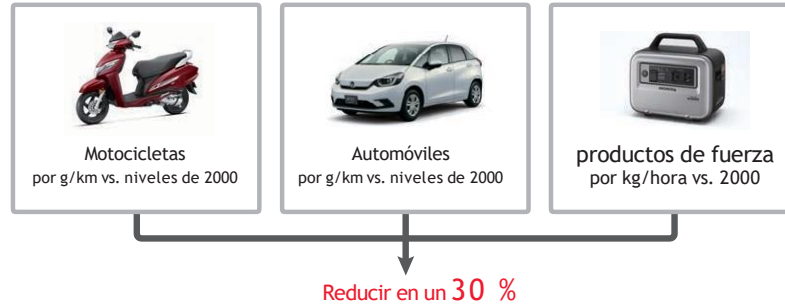 Motocicletas
por g/km vs. niveles de 2000
Automóviles
por g/km vs. niveles de 2000
productos de fuerza
por kg/hora vs. 2000
Reducir en un 30 %